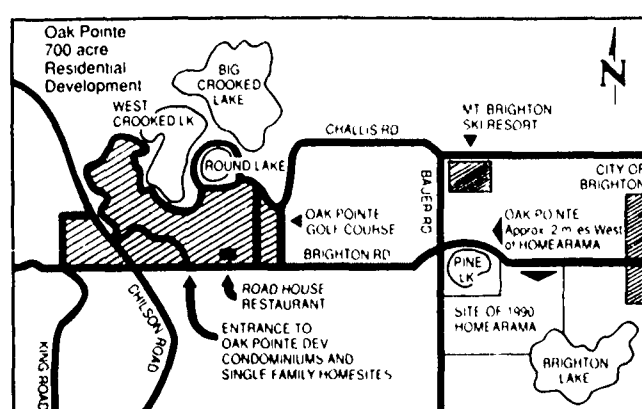 Oak Pointe
700 acre
Residential
Development
BIG
CROOKED
LAKE
WEST
CROOKED LK
ROUND LAKE
CHALLIS RD
N
MT BRIGHTON
SKI RESORT
CITY OF
BRIGHTON
BAUER RD
OAK POINTE
GOLF COURSE
OAK POINTE
Approx 2 miles West
of HOMEARAMA
BRIGHTON RD
PINE
LK
ROAD HOUSE
RESTAURANT
SITE OF 1990
HOMEARAMA
ENTRANCE TO
OAK POINTE DEV
CONDOMINIUMS AND
SINGLE FAMILY HOMESITES
CHILSON ROAD
KING ROAD
BRIGHTON
LAKE